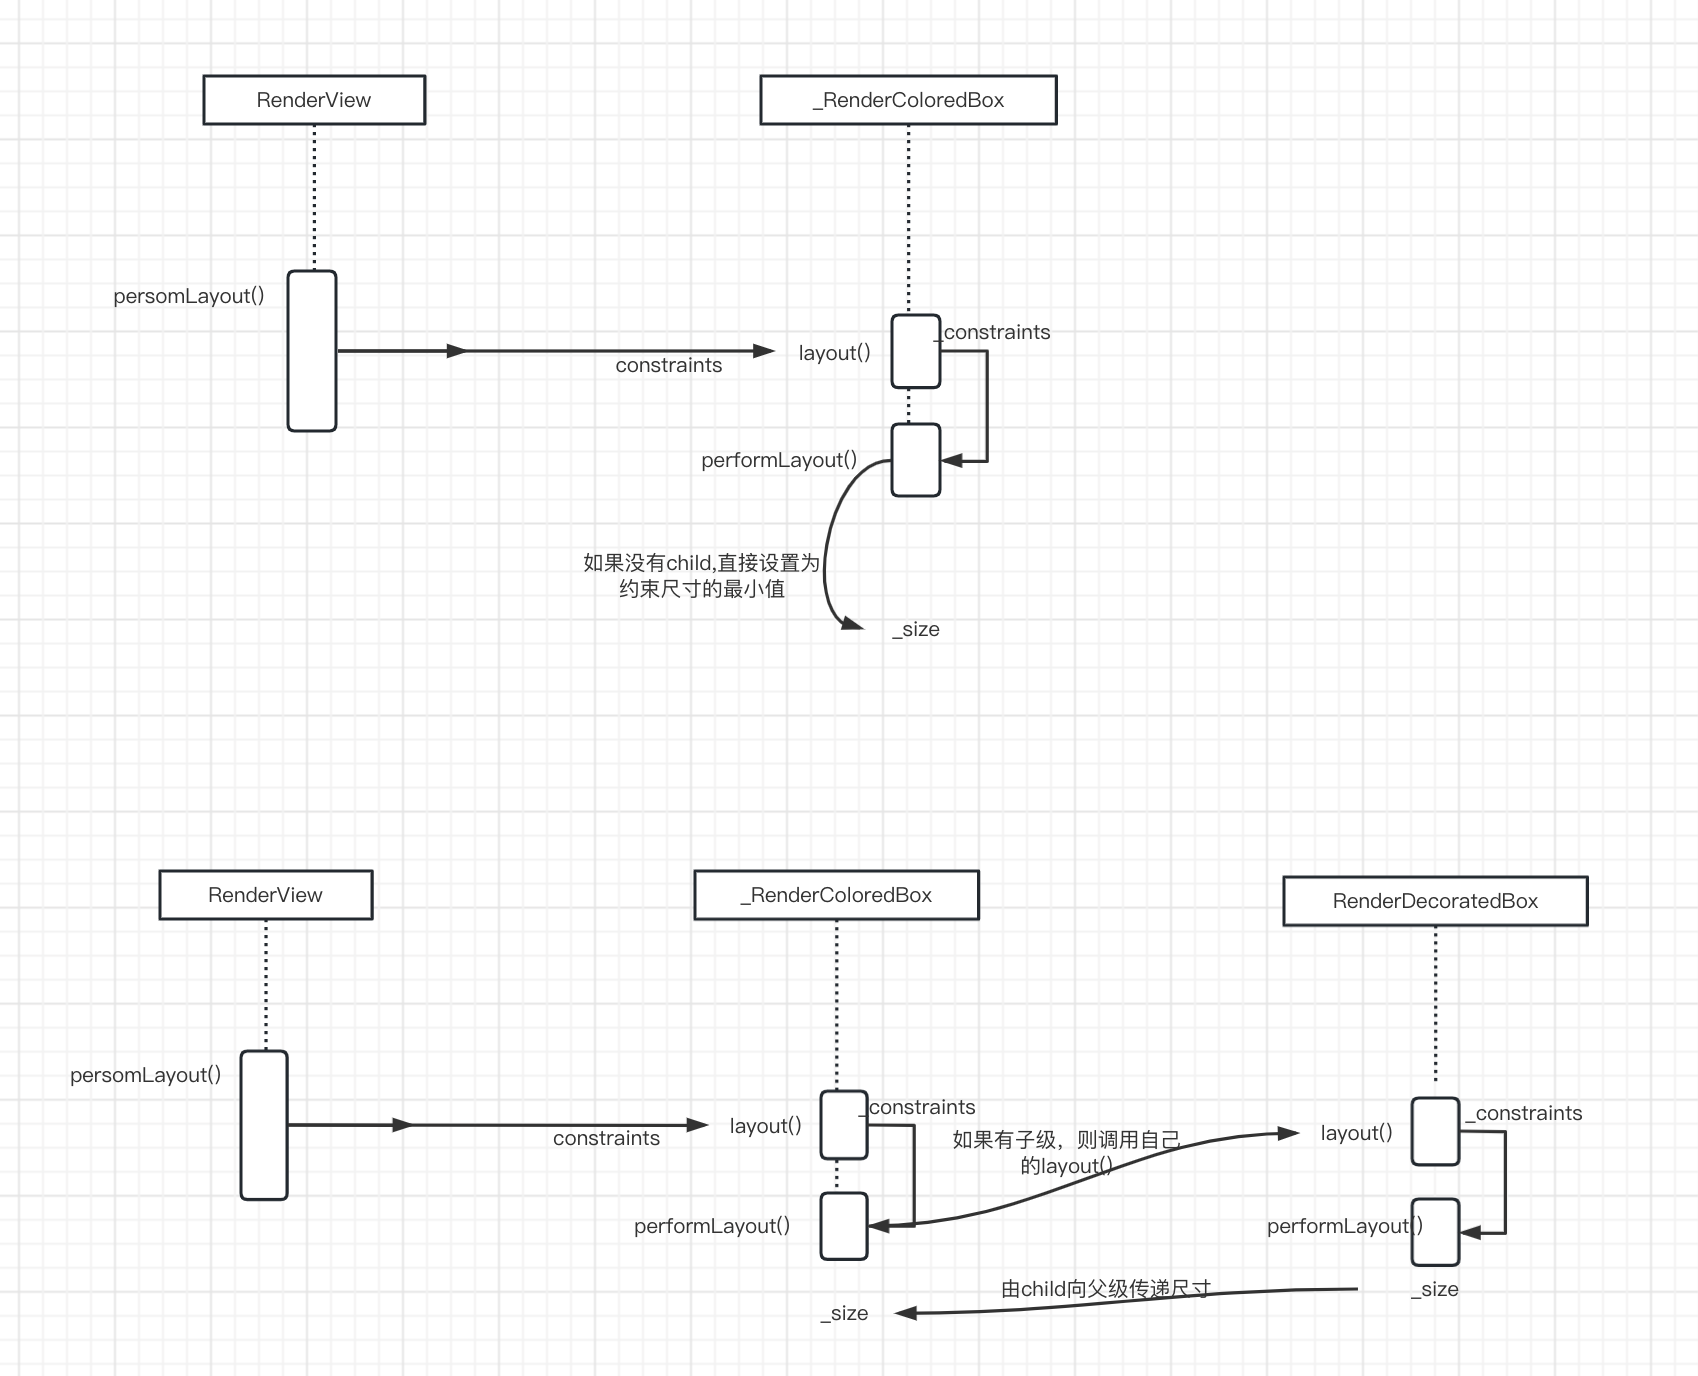 RenderView
_RenderColoredBox
persomLayout()
_constraints
layout()
constraints
performLayout()
如果没有child,直接设置为
约束尺寸的最小值
_size
RenderView
_RenderColoredBox
RenderDecoratedBox
persomLayout()
_constraints
_constraints
layout()
constraints
如果有子级，则调用自己
的layout()
layout()
performLayout()
performLayout()
由child向父级传递尺寸
_size
_size